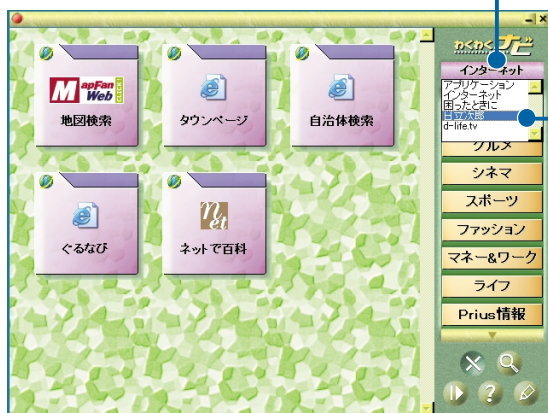 わくわくナビ
MapFan
Web
地図検索
タウンページ
自治体検索
ぐるなび
net
ネットで百科
インターネット
アプリケーション
インターネット
困ったときに
日立次郎
d-life.tv
グルメ
シネマ
スポーツ
ファッション
マネー&ワーク
ライフ
Prius情報
?